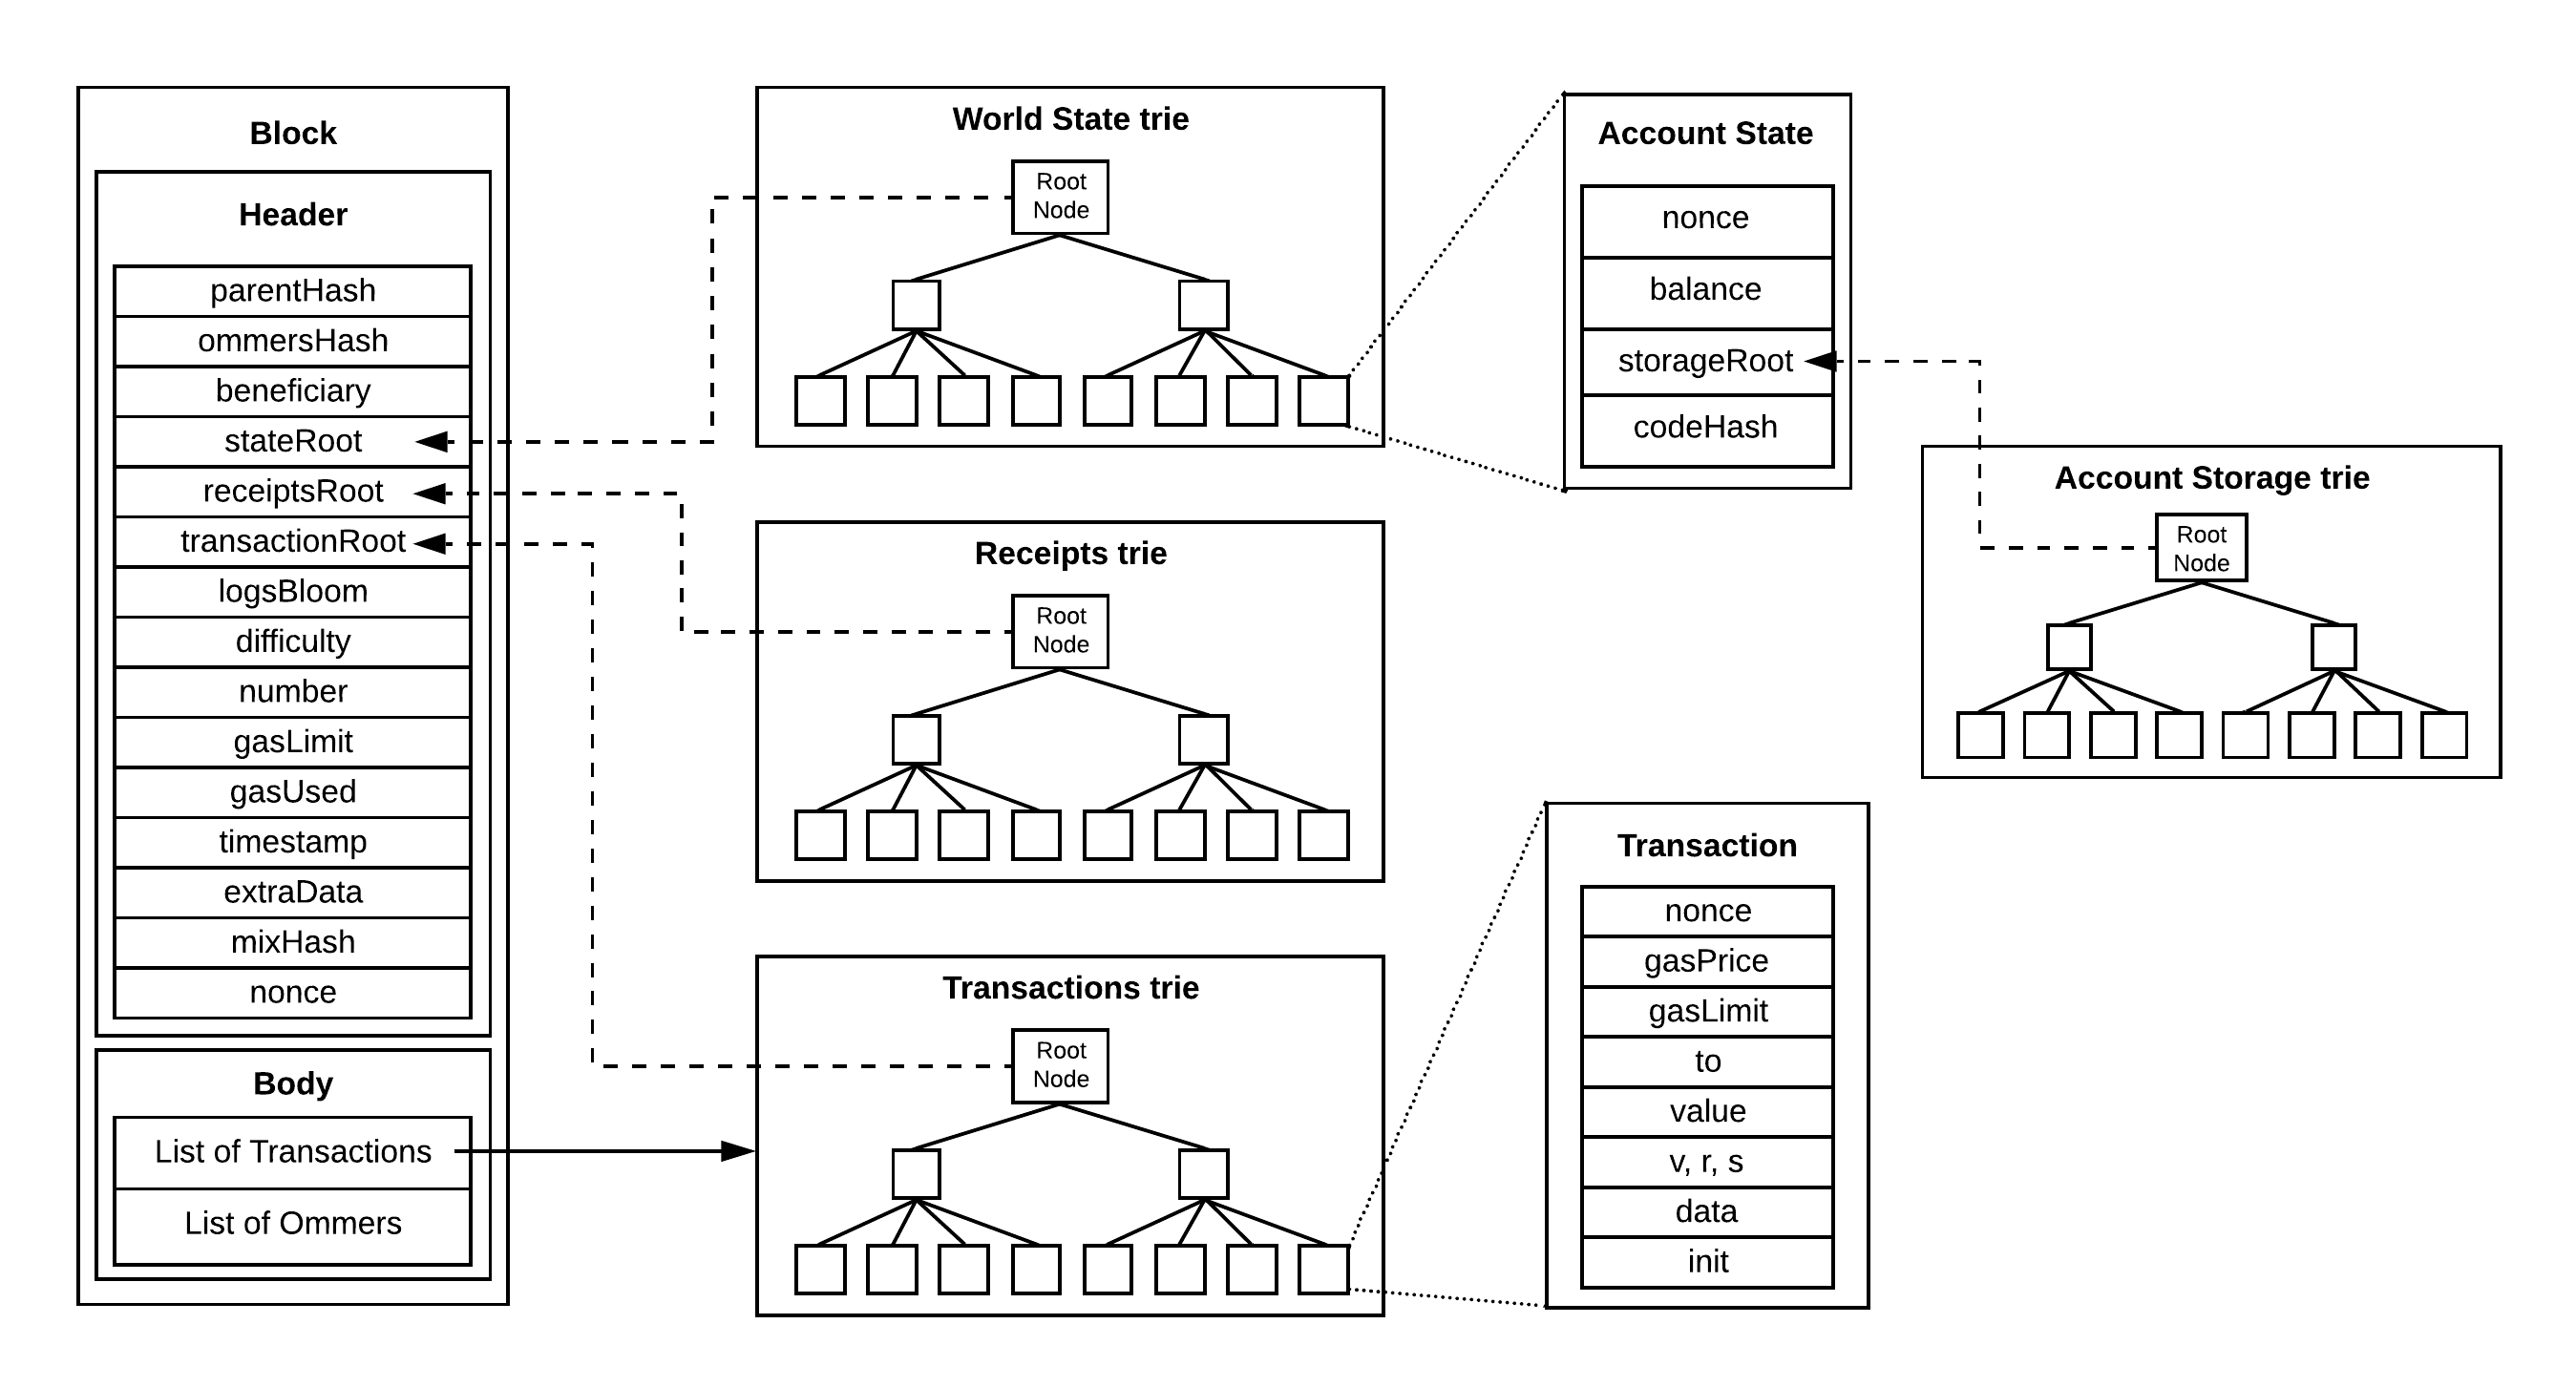 Block
Header
parentHash
ommersHash
beneficiary
stateRoot
receiptsRoot
transactionRoot
logsBloom
difficulty
number
gasLimit
gasUsed
timestamp
extraData
mixHash
nonce
Body
List of Transactions
List of Ommers
World State trie
Root
Node
Receipts trie
Root
Node
Transactions trie
Root
Node
Account State
nonce
balance
storageRoot
codeHash
Account Storage trie
Root
Node
Transaction
nonce
gasPrice
gasLimit
to
value
v, r, s
data
init